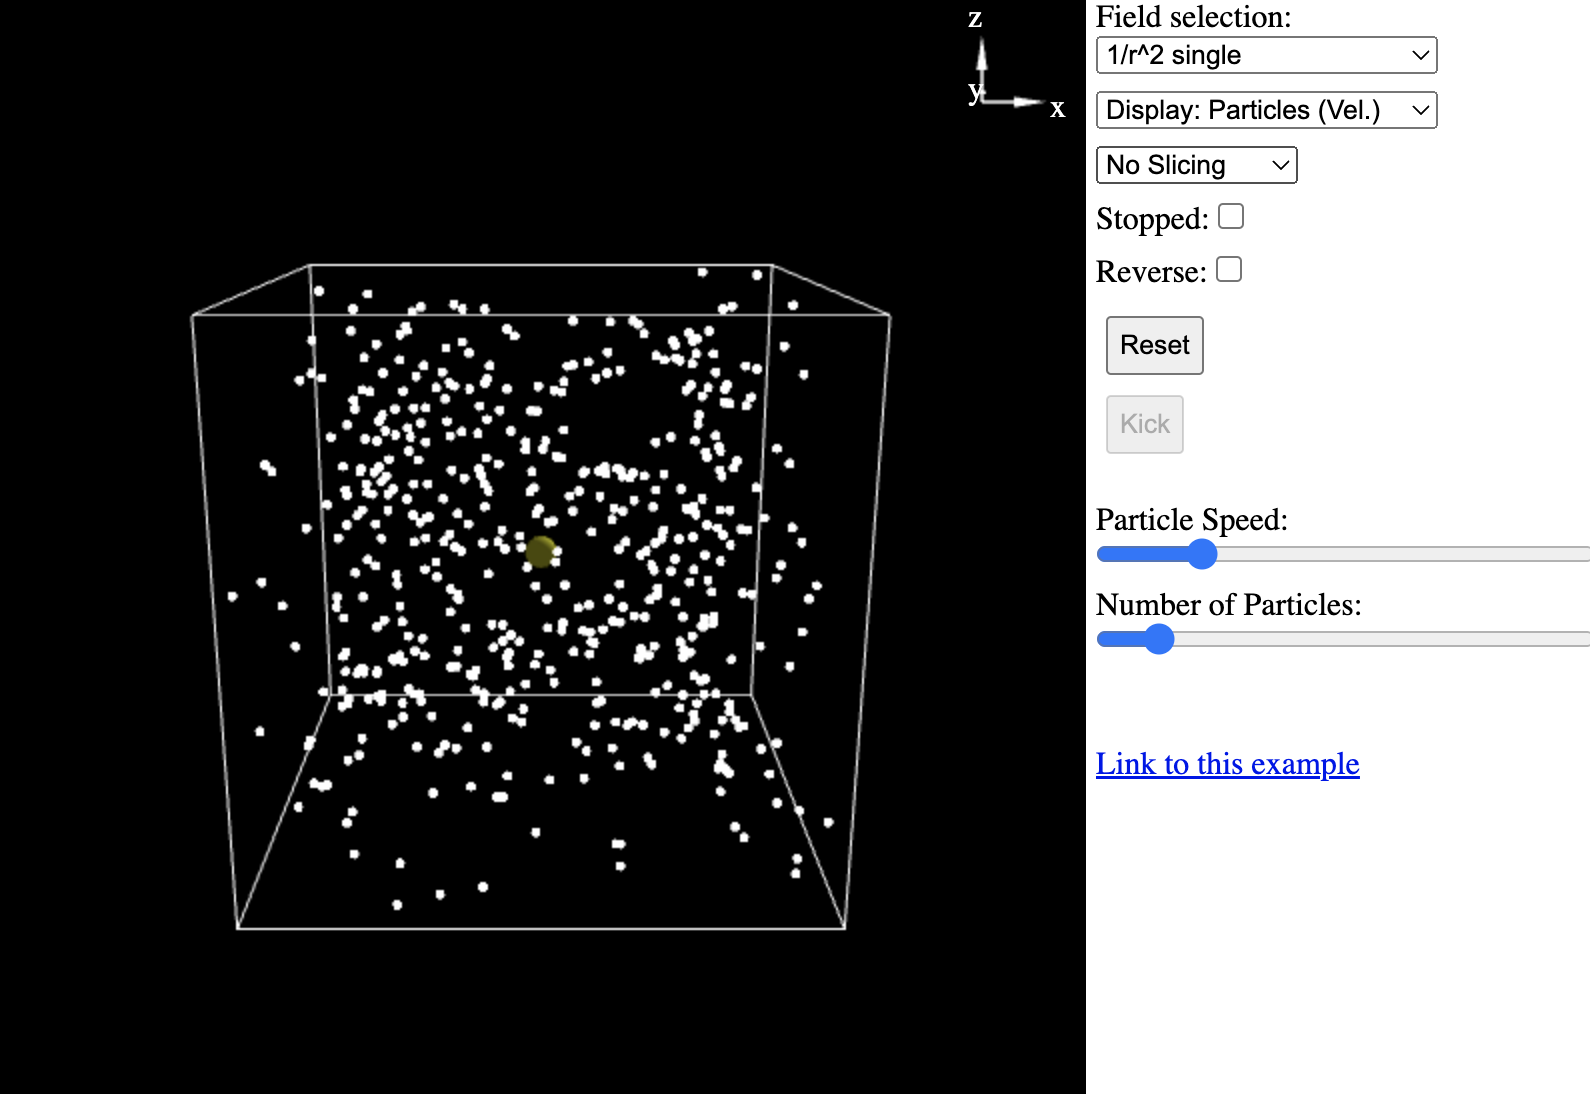 z
y
x
Field selection:
1/r^2 single
Display: Particles (Vel.)
No Slicing
Stopped:
Reverse:
Reset
Kick
Particle Speed:
Number of Particles:
Link to this example